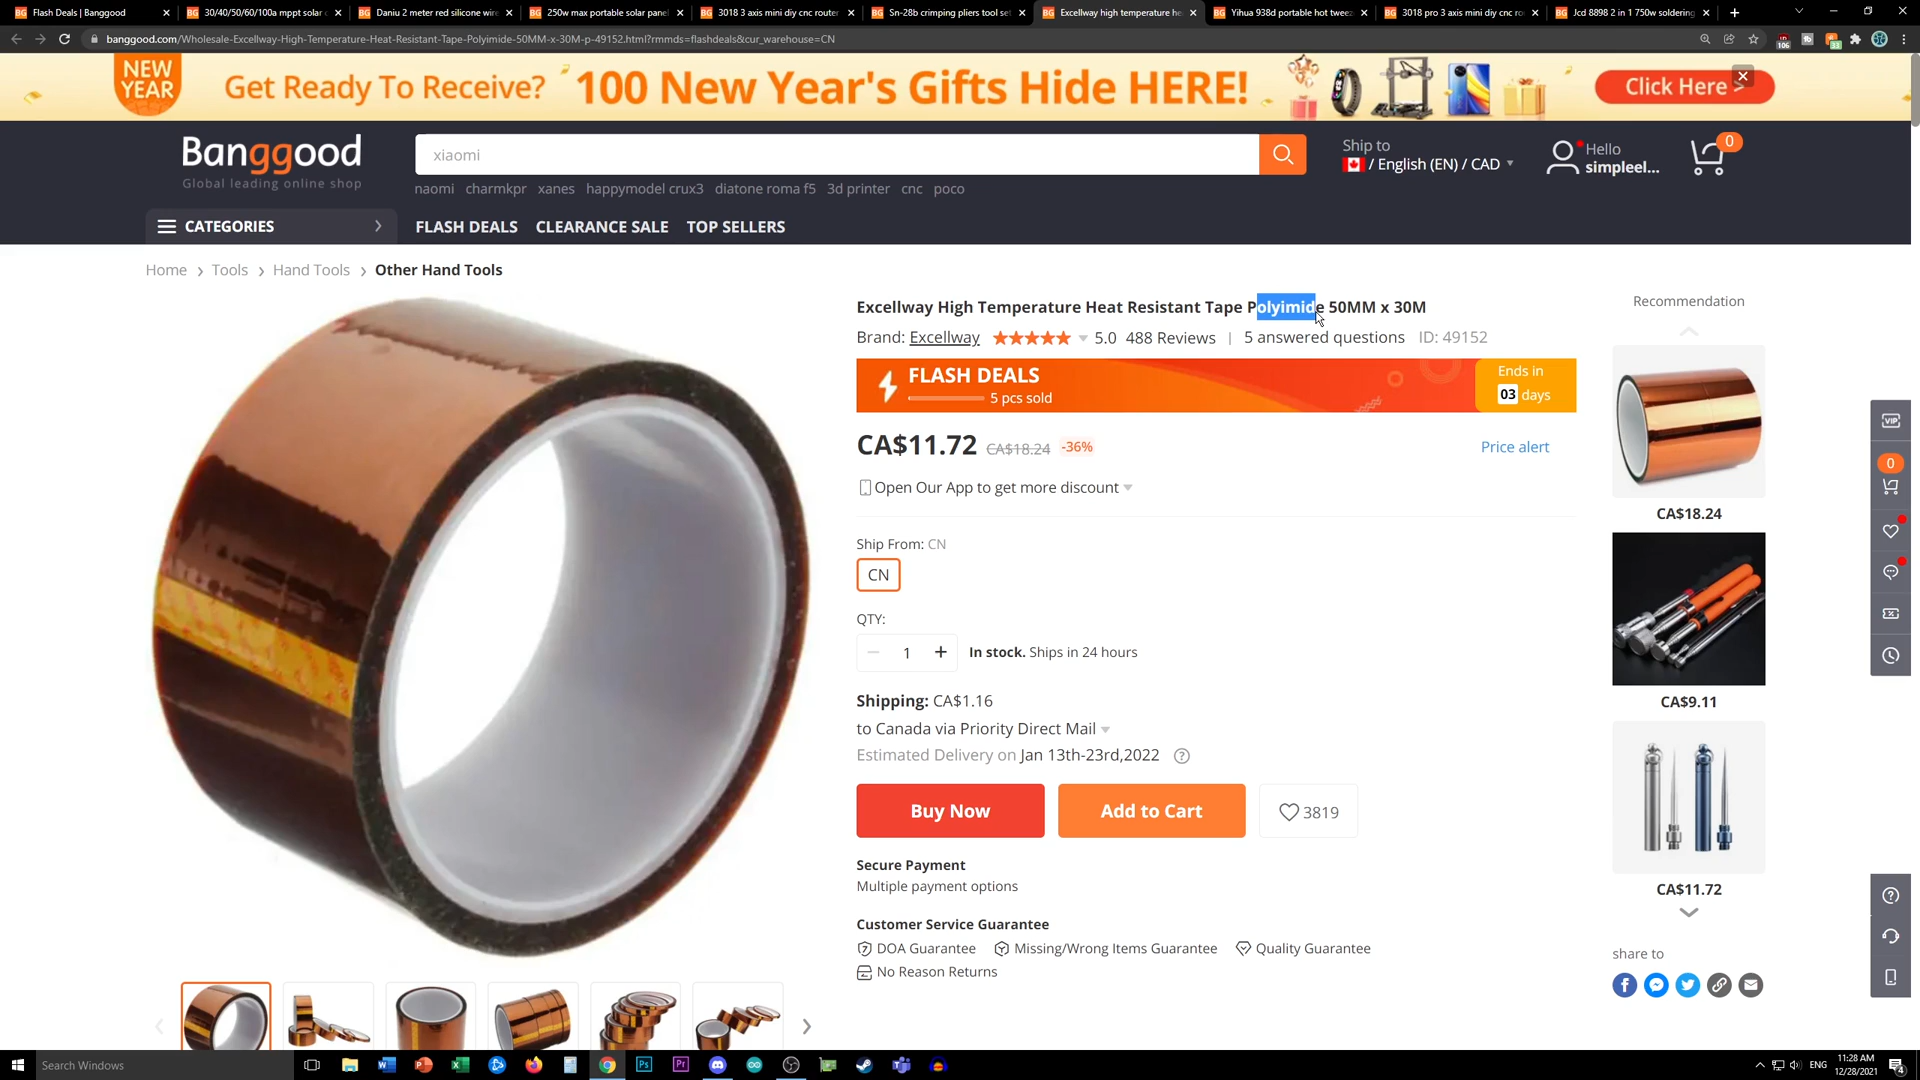 Flash Deals | Banggood
30/40/50/60/100a mppt solar c
Daniu 2 meter red silicone wire
250w max portable solar panel
3018 3 axis mini diy cnc router
Sn-28b crimping pliers tool set
Excellway high temperature he
Yihua 938d portable hot tweez
3018 pro 3 axis mini diy cnc ro
Jcd 8898 2 in 1 750w soldering
banggood.com/Wholesale-Excellway-High-Temperature-Heat-Resistant-Tape-Polyimide-50MM-x-30M-p-49152.html?rmmds=flashdeals&cur_warehouse=CN
106
33
NEW
YEAR
Get Ready To Receive?
100 New Year's Gifts Hide HERE!
Click Here >
Banggood
Global leading online shop
xiaomi
Ship to
/ English (EN) / CAD
Hello
simpleel...
0
naomi charmkpr xanes happymodel crux3 diatone roma f5 3d printer cnc poco
CATEGORIES
FLASH DEALS CLEARANCE SALE TOP SELLERS
Home > Tools > Hand Tools > Other Hand Tools
Excellway High Temperature Heat Resistant Tape Polyimide 50MM x 30M
Brand: Excellway 5.0 488 Reviews | 5 answered questions ID: 49152
FLASH DEALS
5 pcs sold
Ends in
03 days
CA$11.72 CA$18.24 -36%
Price alert
Open Our App to get more discount
Ship From: CN
CN
QTY:
1
In stock. Ships in 24 hours
Shipping: CA$1.16
to Canada via Priority Direct Mail
Estimated Delivery on Jan 13th-23rd,2022
Buy Now
Add to Cart
3819
Secure Payment
Multiple payment options
Customer Service Guarantee
DOA Guarantee Missing/Wrong Items Guarantee Quality Guarantee
No Reason Returns
Recommendation
CA$18.24
CA$9.11
CA$11.72
share to
VIP
0
Search Windows
ENG
11:28 AM
12/28/2021
4